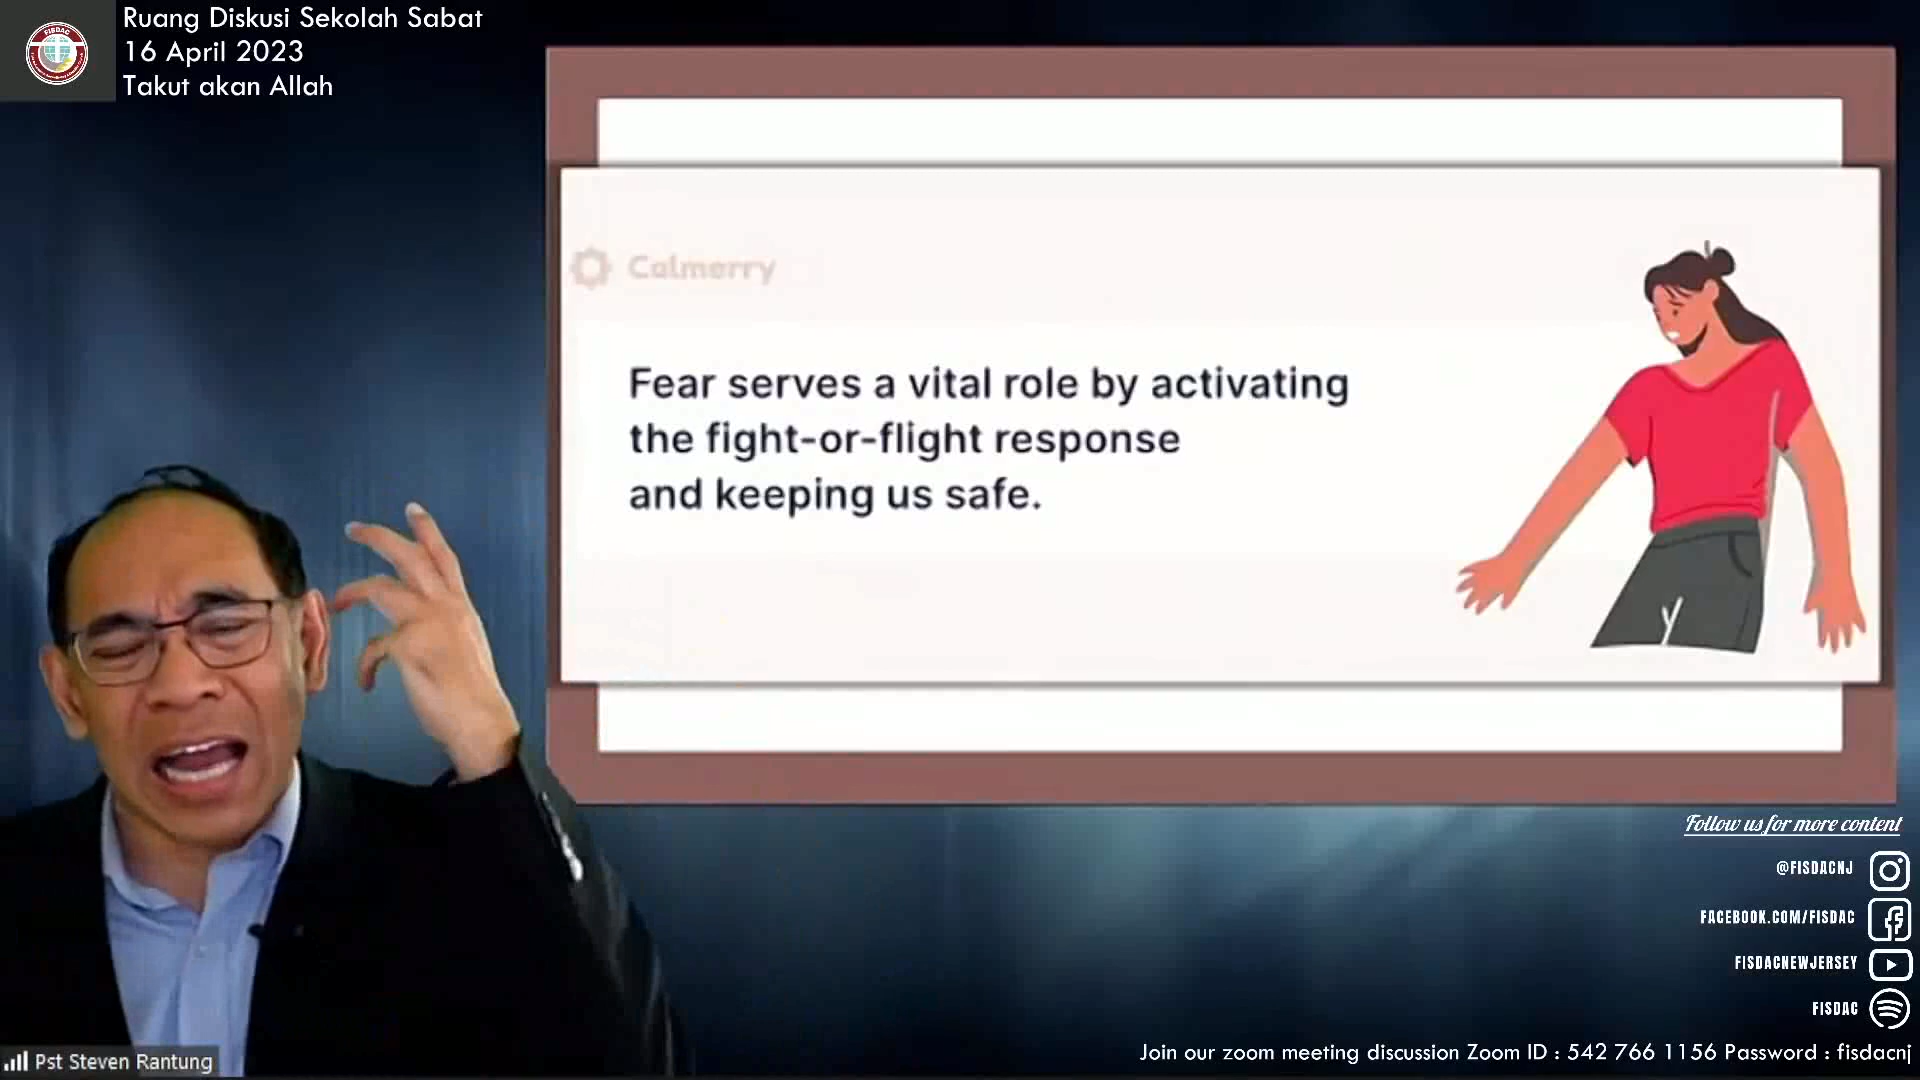 FISDAC
Ruang Diskusi Sekolah Sabat
16 April 2023
Takut akan Allah
Calmerry
Fear serves a vital role by activating
the fight-or-flight response
and keeping us safe.
Follow us for more content
@FISDACNJ
FACEBOOK.COM/FISDAC
FISDACNEWJERSEY
FISDAC
Pst Steven Rantung
Join our zoom meeting discussion Zoom ID : 542 766 1156 Password : fisdacnj